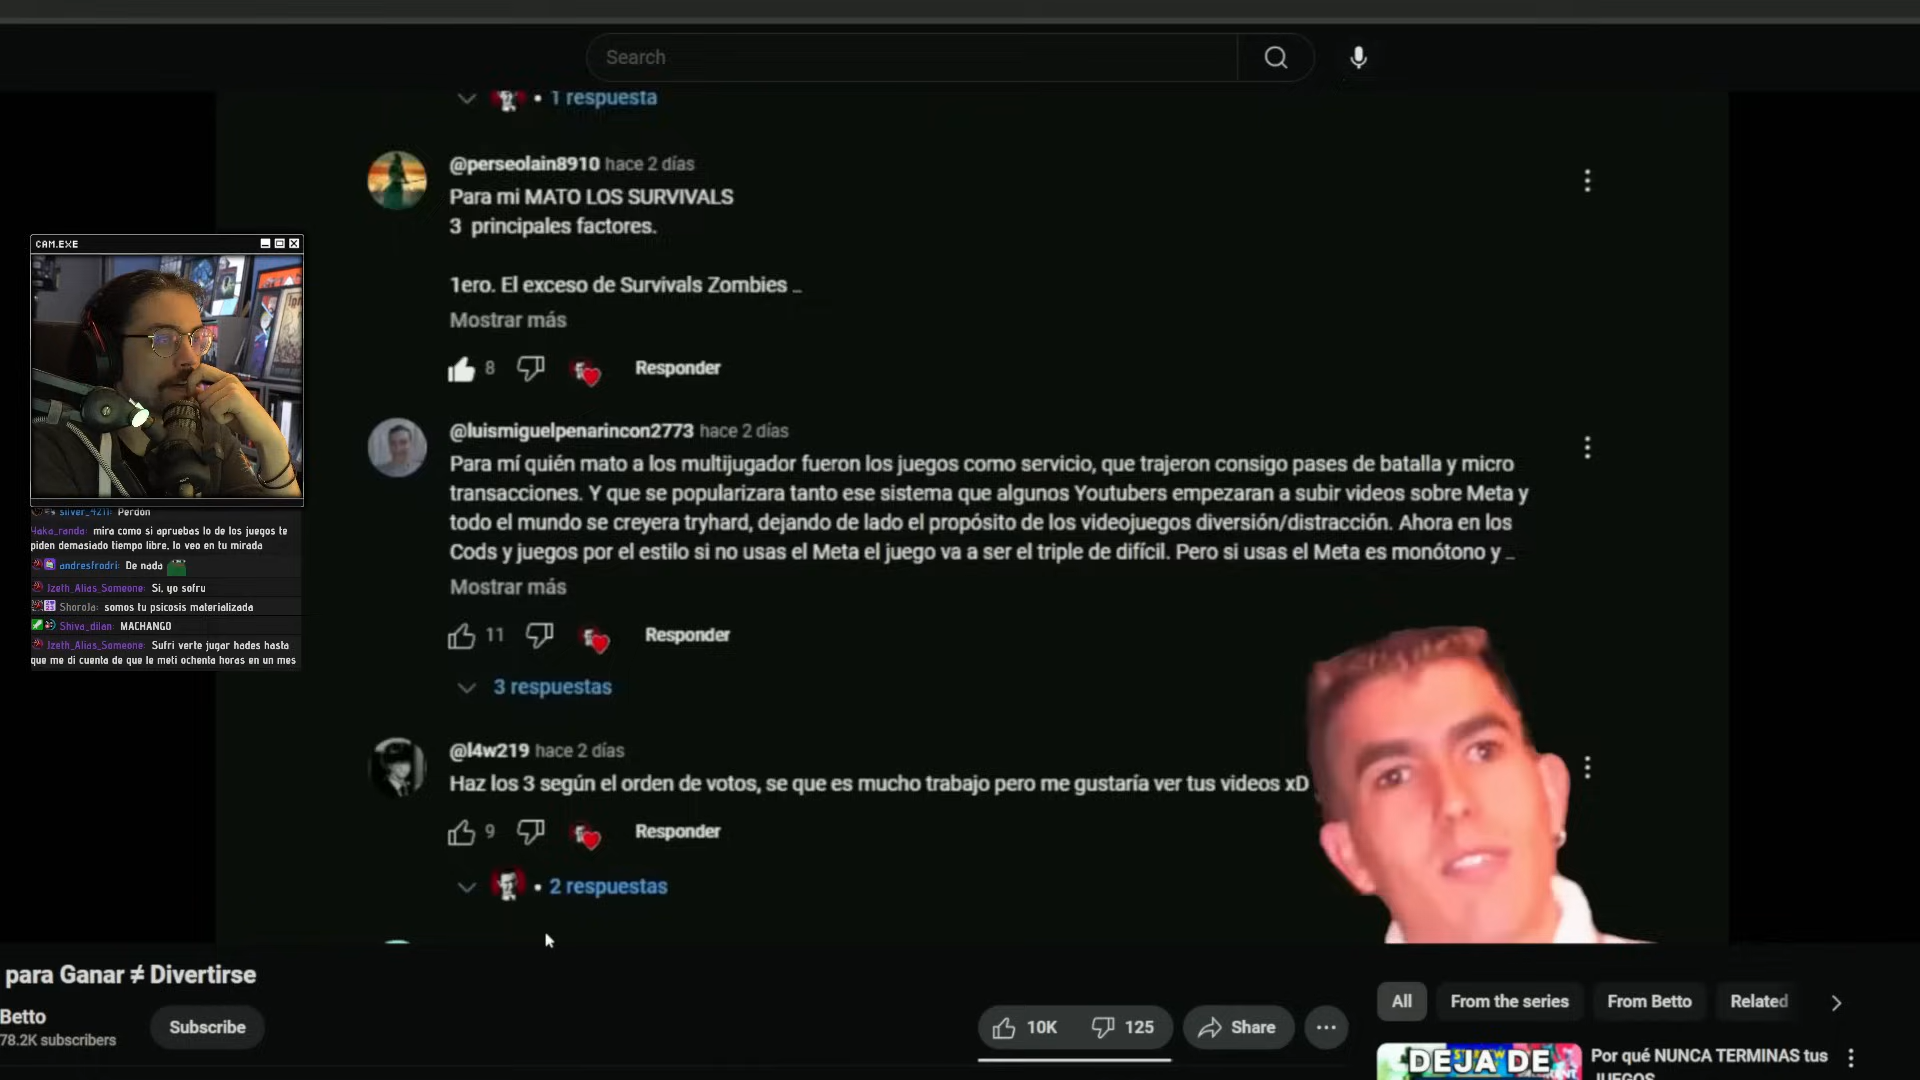 Search
1 respuesta
@perseolain8910 hace 2 días
Para mi MATO LOS SURVIVALS
3 principales factores.
1ero. El exceso de Survivals Zombies ...
Mostrar más
8
Responder
@luismiguelpenarincon2773 hace 2 días
Para mí quién mato a los multijugador fueron los juegos como servicio, que trajeron consigo pases de batalla y micro
transacciones. Y que se popularizara tanto ese sistema que algunos Youtubers empezaran a subir videos sobre Meta y
todo el mundo se creyera tryhard, dejando de lado el propósito de los videojuegos diversión/distracción. Ahora en los
Cods y juegos por el estilo si no usas el Meta el juego va a ser el triple de difícil. Pero si usas el Meta es monótono y ...
Mostrar más
11
Responder
3 respuestas
@l4w219 hace 2 días
Haz los 3 según el orden de votos, se que es mucho trabajo pero me gustaría ver tus videos xD
9
Responder
2 respuestas
CAM.EXE
silver_4211: Perdon
Yaka_randa: mira como si apruebas lo de los juegos te
piden demasiado tiempo libre, lo veo en tu mirada
andresfrodri: De nada
Jzeth_Alias_Someone: Si, yo sofru
ShoroJa: somos tu psicosis materializada
Shiva_dilan: MACHANGO
Jzeth_Alias_Someone: Sufri verte jugar hades hasta
que me di cuenta de que le meti ochenta horas en un mes
para Ganar ≠ Divertirse
Betto
78.2K subscribers
Subscribe
10K
125
Share
All
From the series
From Betto
Related
DEJA DE
Por qué NUNCA TERMINAS tus
JUEGOS